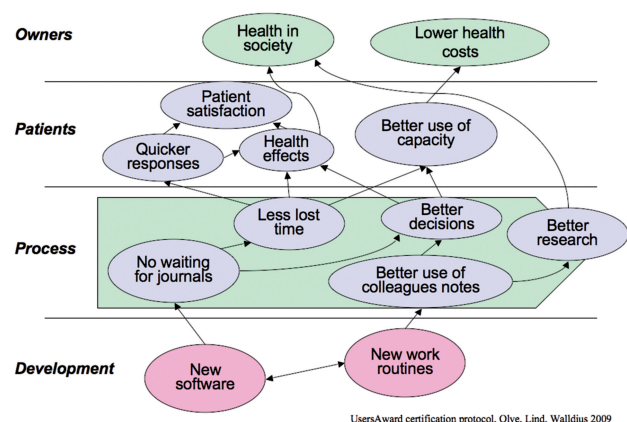 Owners
Health in
society
Lower health
costs
Patients
Patient
satisfaction
Quicker
responses
Health
effects
Better use of
capacity
Process
Less lost
time
Better
decisions
Better
research
No waiting
for journals
Better use of
colleagues notes
Development
New
software
New work
routines
UsersAward certification protocol, Olve, Lind, Walldius 2009